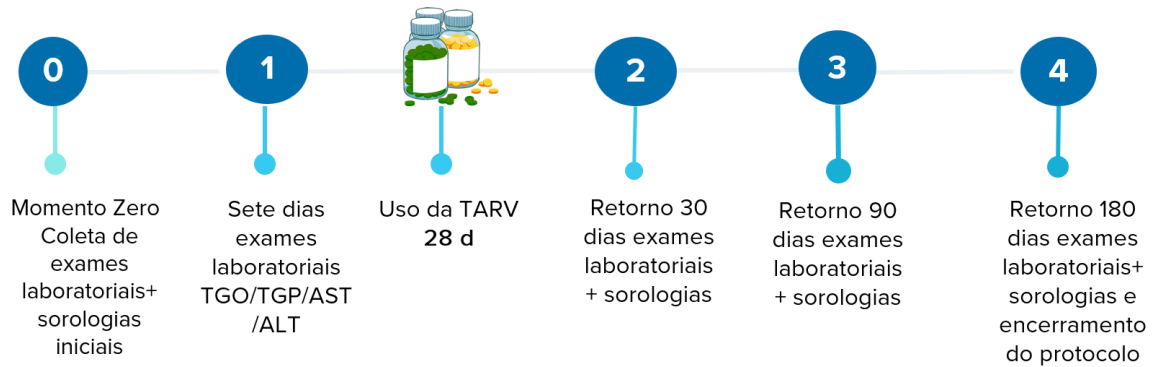 0
Momento Zero
Coleta de
exames
laboratoriais+
sorologias
iniciais
1
Sete dias
exames
laboratoriais
TGO/TGP/AST
/ALT
Uso da TARV
28 d
2
Retorno 30
dias exames
laboratoriais
+ sorologias
3
Retorno 90
dias exames
laboratoriais
+ sorologias
4
Retorno 180
dias exames
laboratoriais+
sorologias e
encerramento
do protocolo